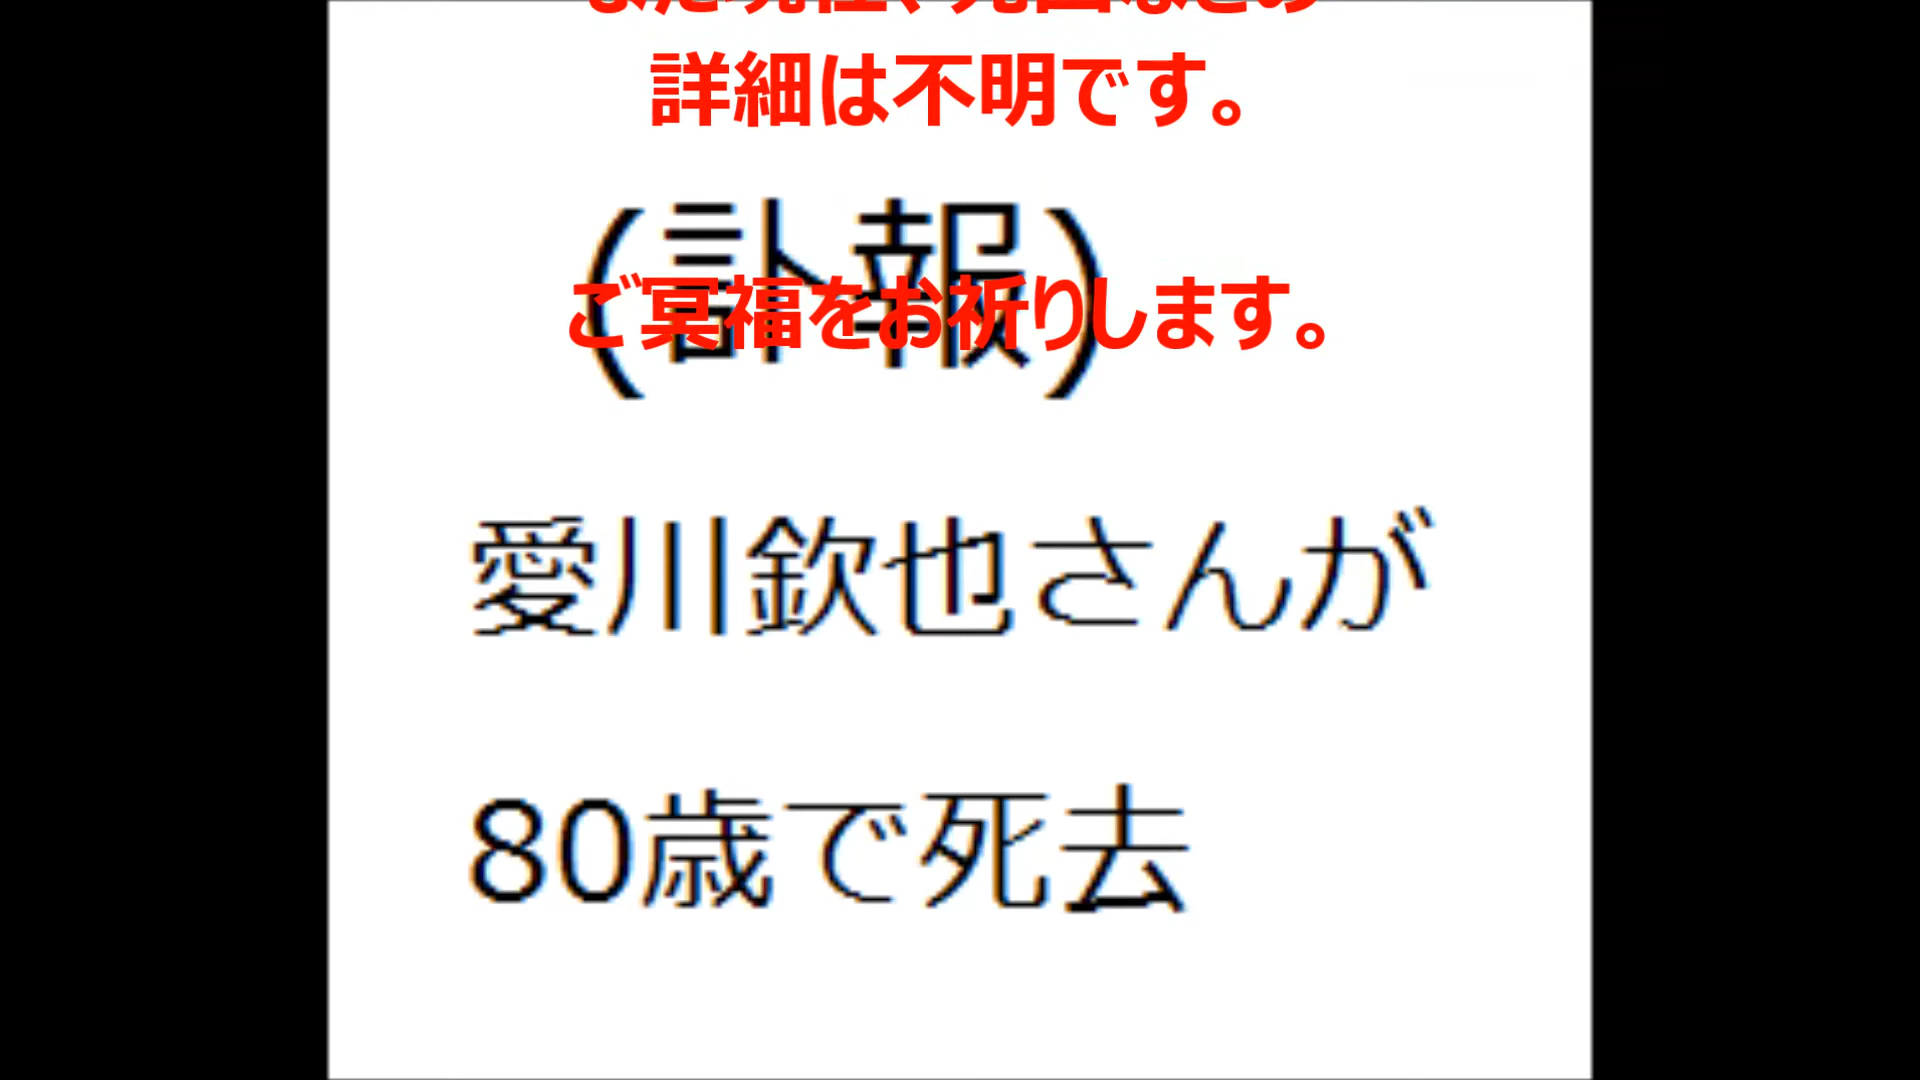 詳細は不明です。
(訃報)
ご冥福をお祈りします。
愛川欽也さんが
80歳で死去